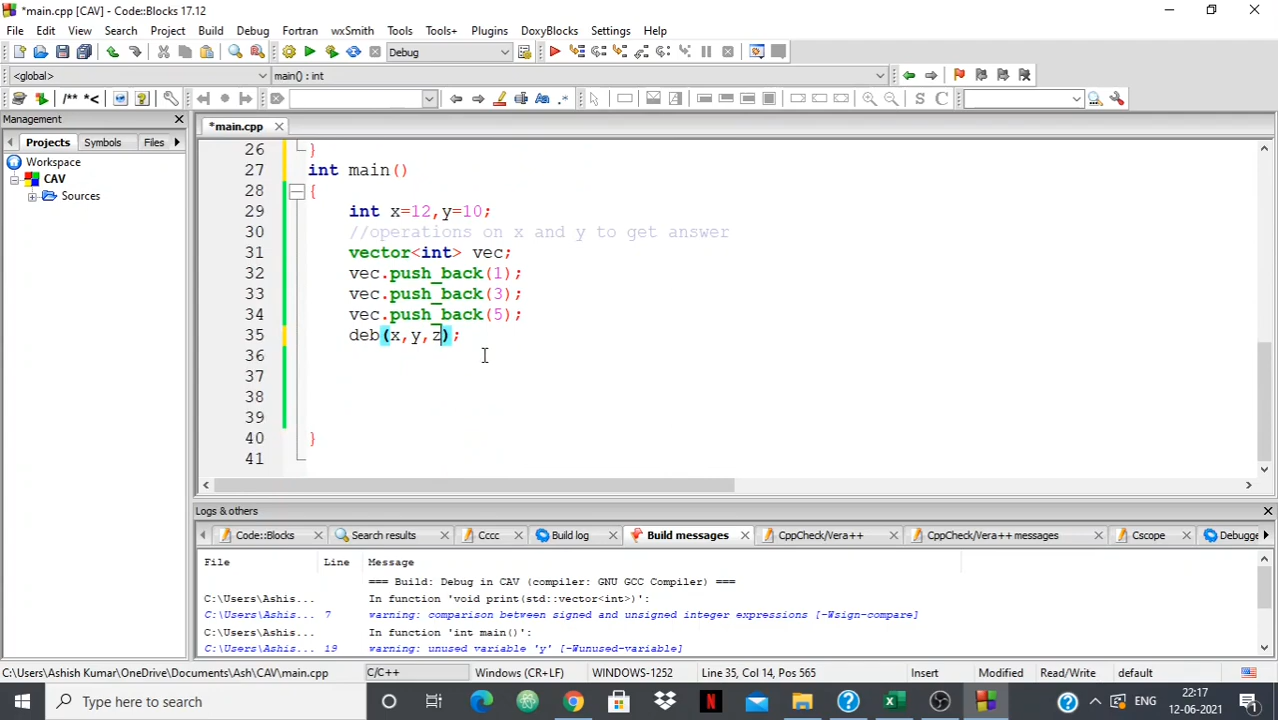 *main.cpp [CAV] - Code::Blocks 17.12
File Edit View Search Project Build Debug Fortran wxSmith Tools Tools+ Plugins DoxyBlocks Settings Help
Debug
<global> main() : int
/** *<
S C
Management
Projects Symbols Files
Workspace
CAV
Sources
*main.cpp
26 }
27 int main()
28 {
29 int x=12,y=10;
30 //operations on x and y to get answer
31 vector<int> vec;
32 vec.push_back(1);
33 vec.push_back(3);
34 vec.push_back(5);
35 deb(x,y,z);
36
37
38
39
40 }
41
Logs & others
Code::Blocks Search results Cccc Build log Build messages CppCheck/Vera++ CppCheck/Vera++ messages Cscope Debugge
File Line Message
=== Build: Debug in CAV (compiler: GNU GCC Compiler) ===
C:\Users\Ashis... In function 'void print(std::vector<int>)':
C:\Users\Ashis... 7 warning: comparison between signed and unsigned integer expressions [-Wsign-compare]
C:\Users\Ashis... In function 'int main()':
C:\Users\Ashis... 19 warning: unused variable 'y' [-Wunused-variable]
C:\Users\Ashish Kumar\OneDrive\Documents\Ash\CAV\main.cpp C/C++ Windows (CR+LF) WINDOWS-1252 Line 35, Col 14, Pos 565 Insert Modified Read/Write default
Type here to search
ENG
22:17
12-06-2021